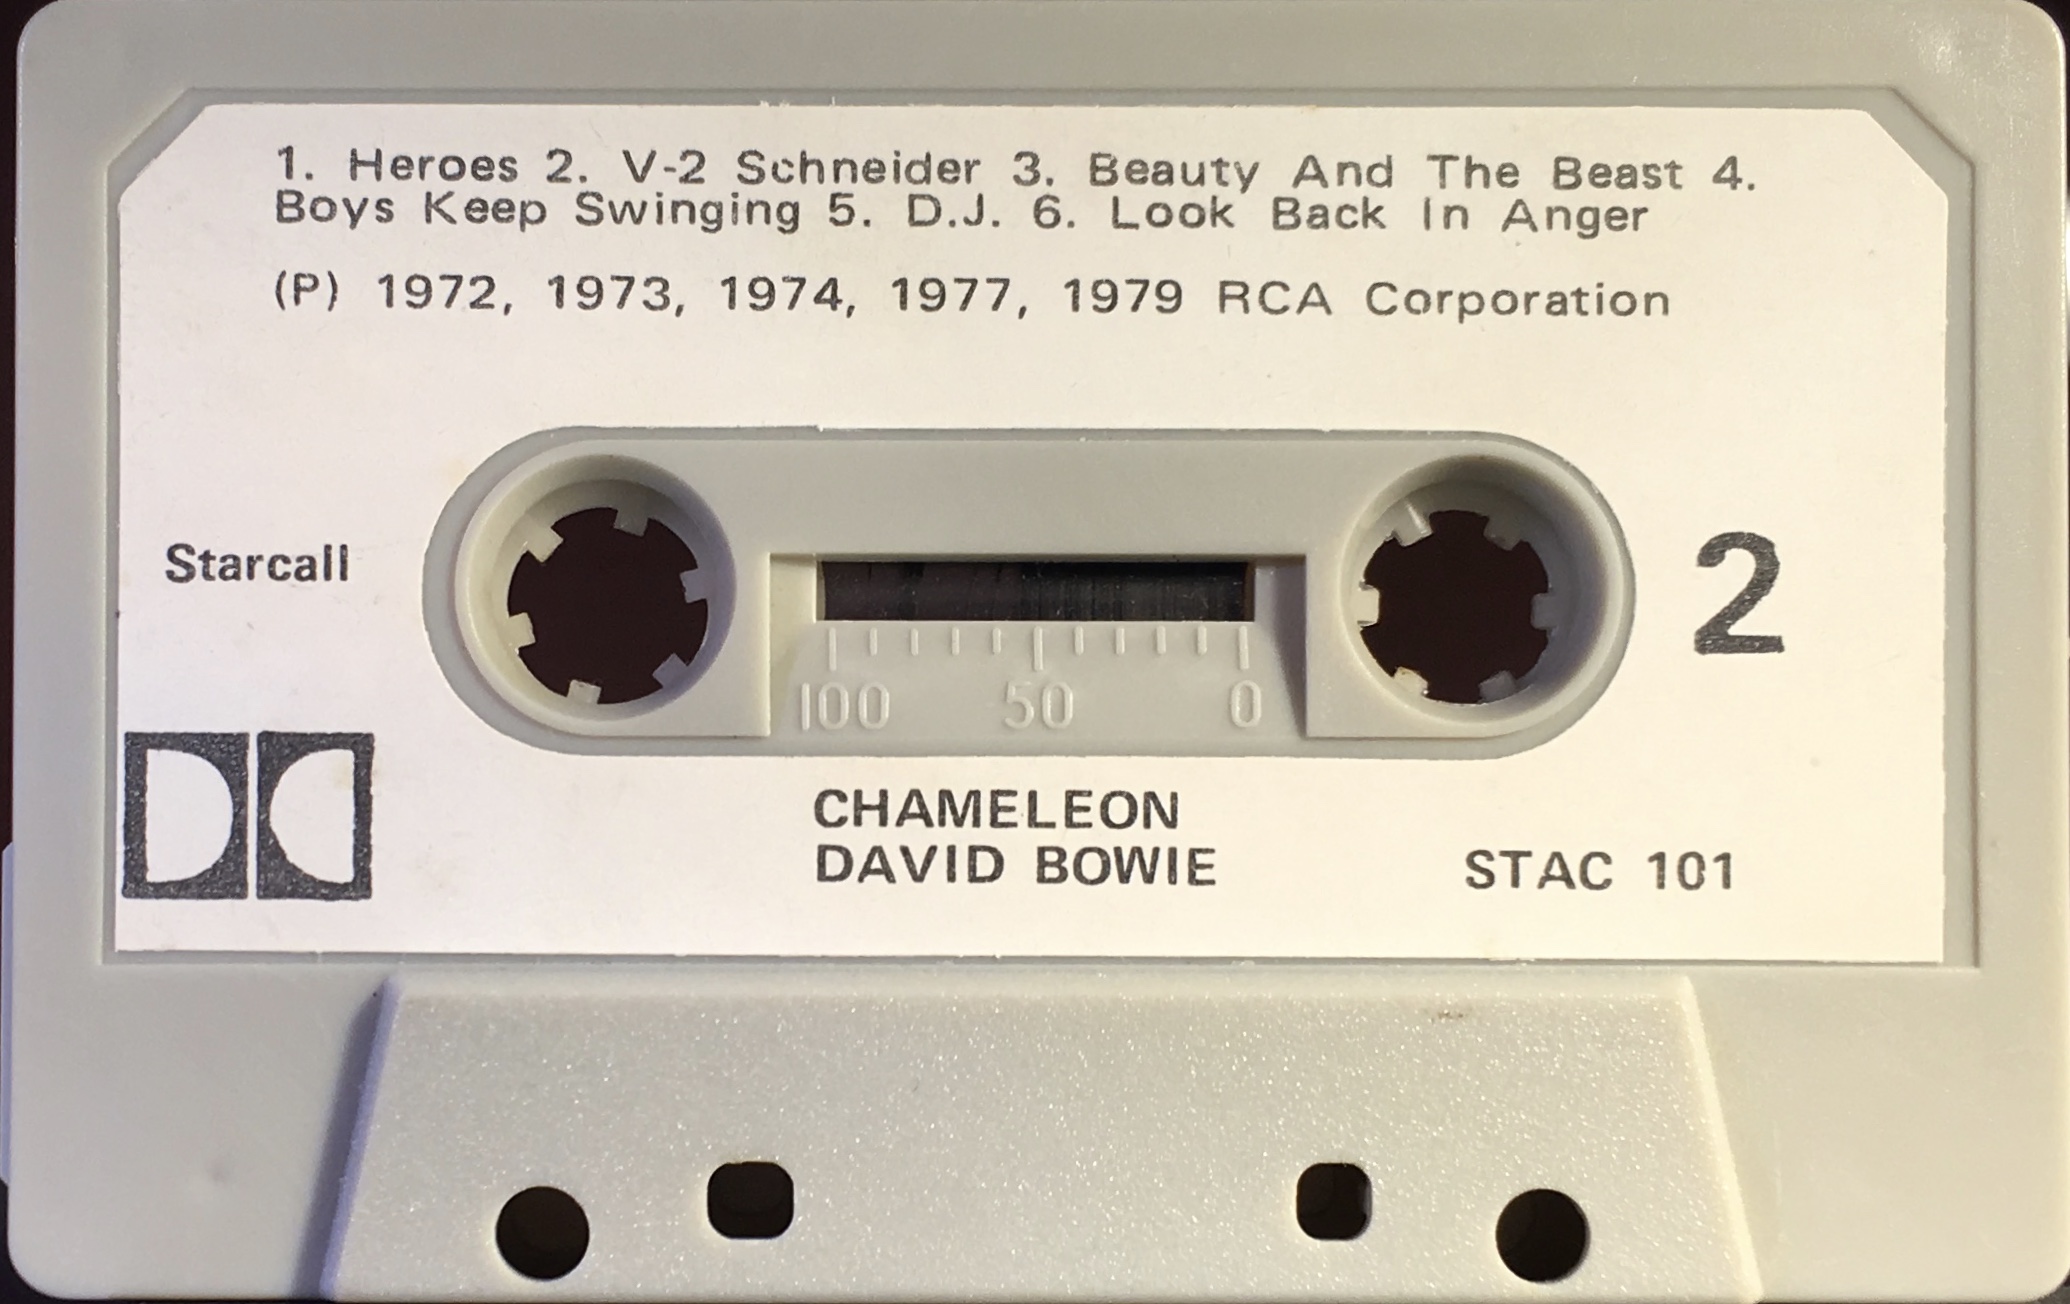 1. Heroes 2. V-2 Schneider 3. Beauty And The Beast 4.
Boys Keep Swinging 5. D.J. 6. Look Back In Anger
(P) 1972, 1973, 1974, 1977, 1979 RCA Corporation
Starcall
2
100 50 0
CHAMELEON
DAVID BOWIE
STAC 101